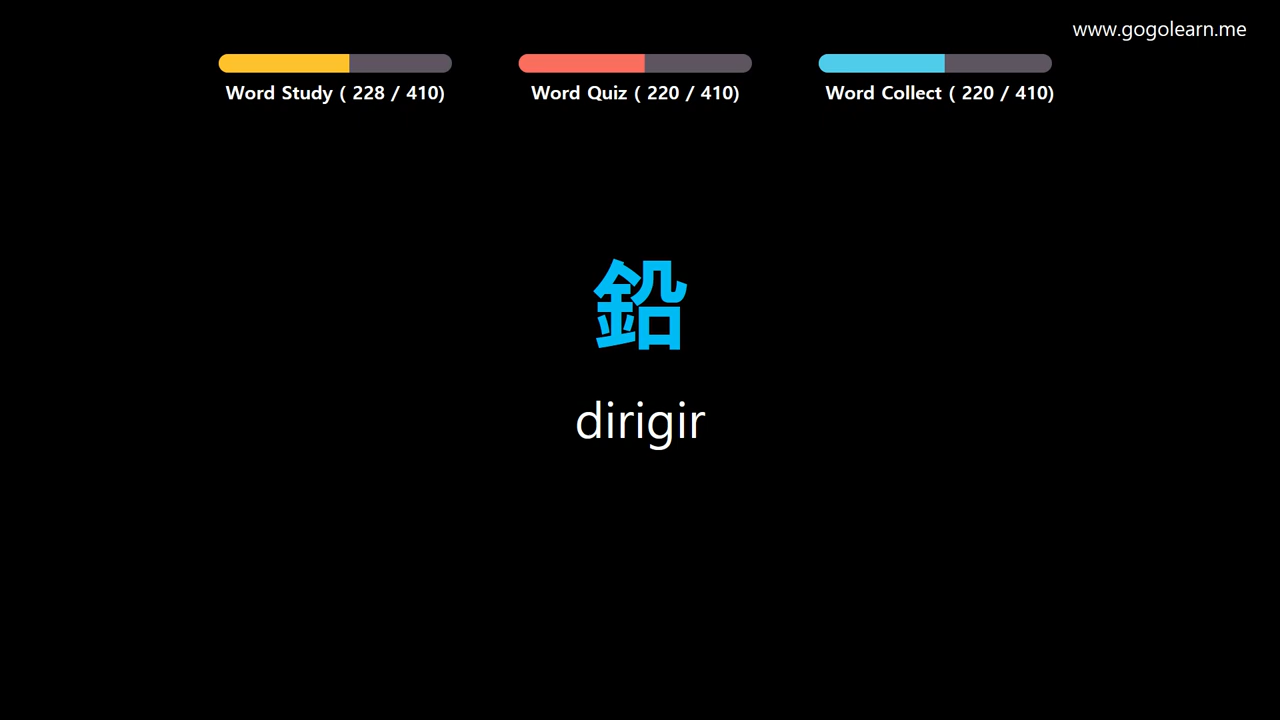 www.gogolearn.me
Word Study ( 228 / 410)
Word Quiz ( 220 / 410)
Word Collect ( 220 / 410)
鉛
dirigir